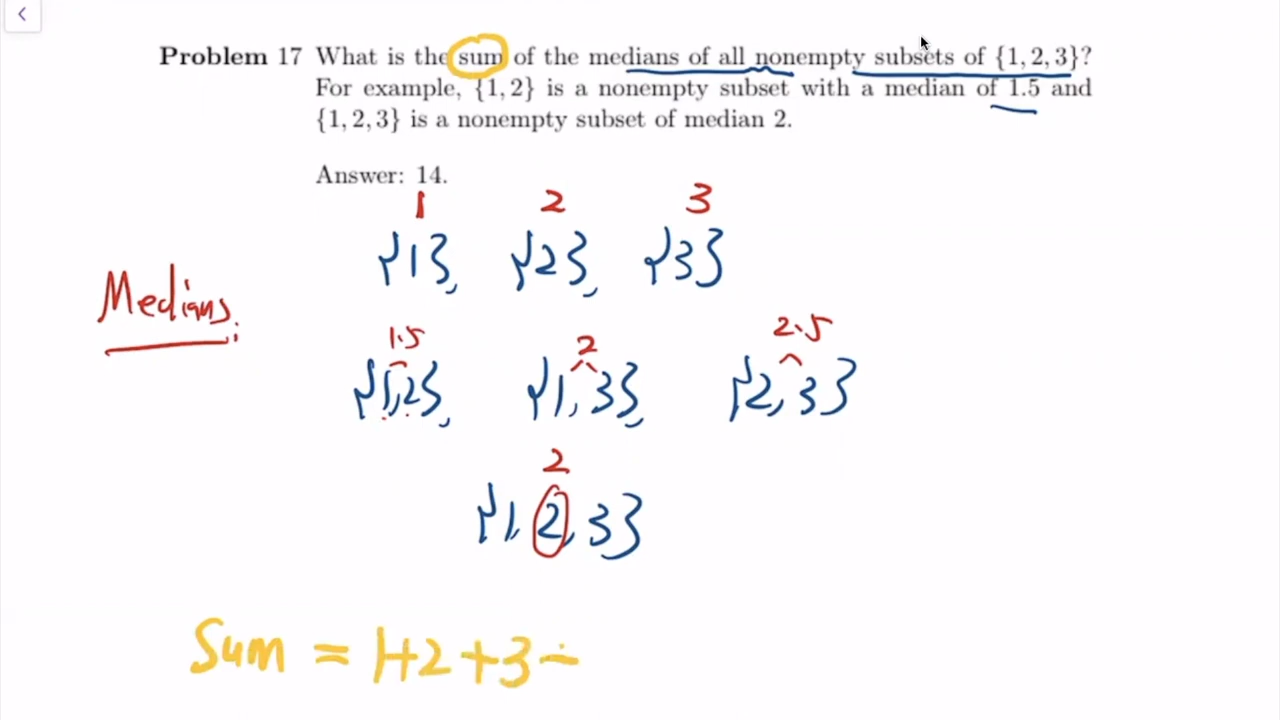 Problem 17 What is the sum of the medians of all nonempty subsets of {1, 2, 3}?
For example, {1, 2} is a nonempty subset with a median of 1.5 and
{1, 2, 3} is a nonempty subset of median 2.
Answer: 14.
1 2 3
{1}, {2}, {3}
Medians:
1.5 2 2.5
{1,2}, {1,3}, {2,3}
2
{1,2,3}
Sum = 1+2+3÷